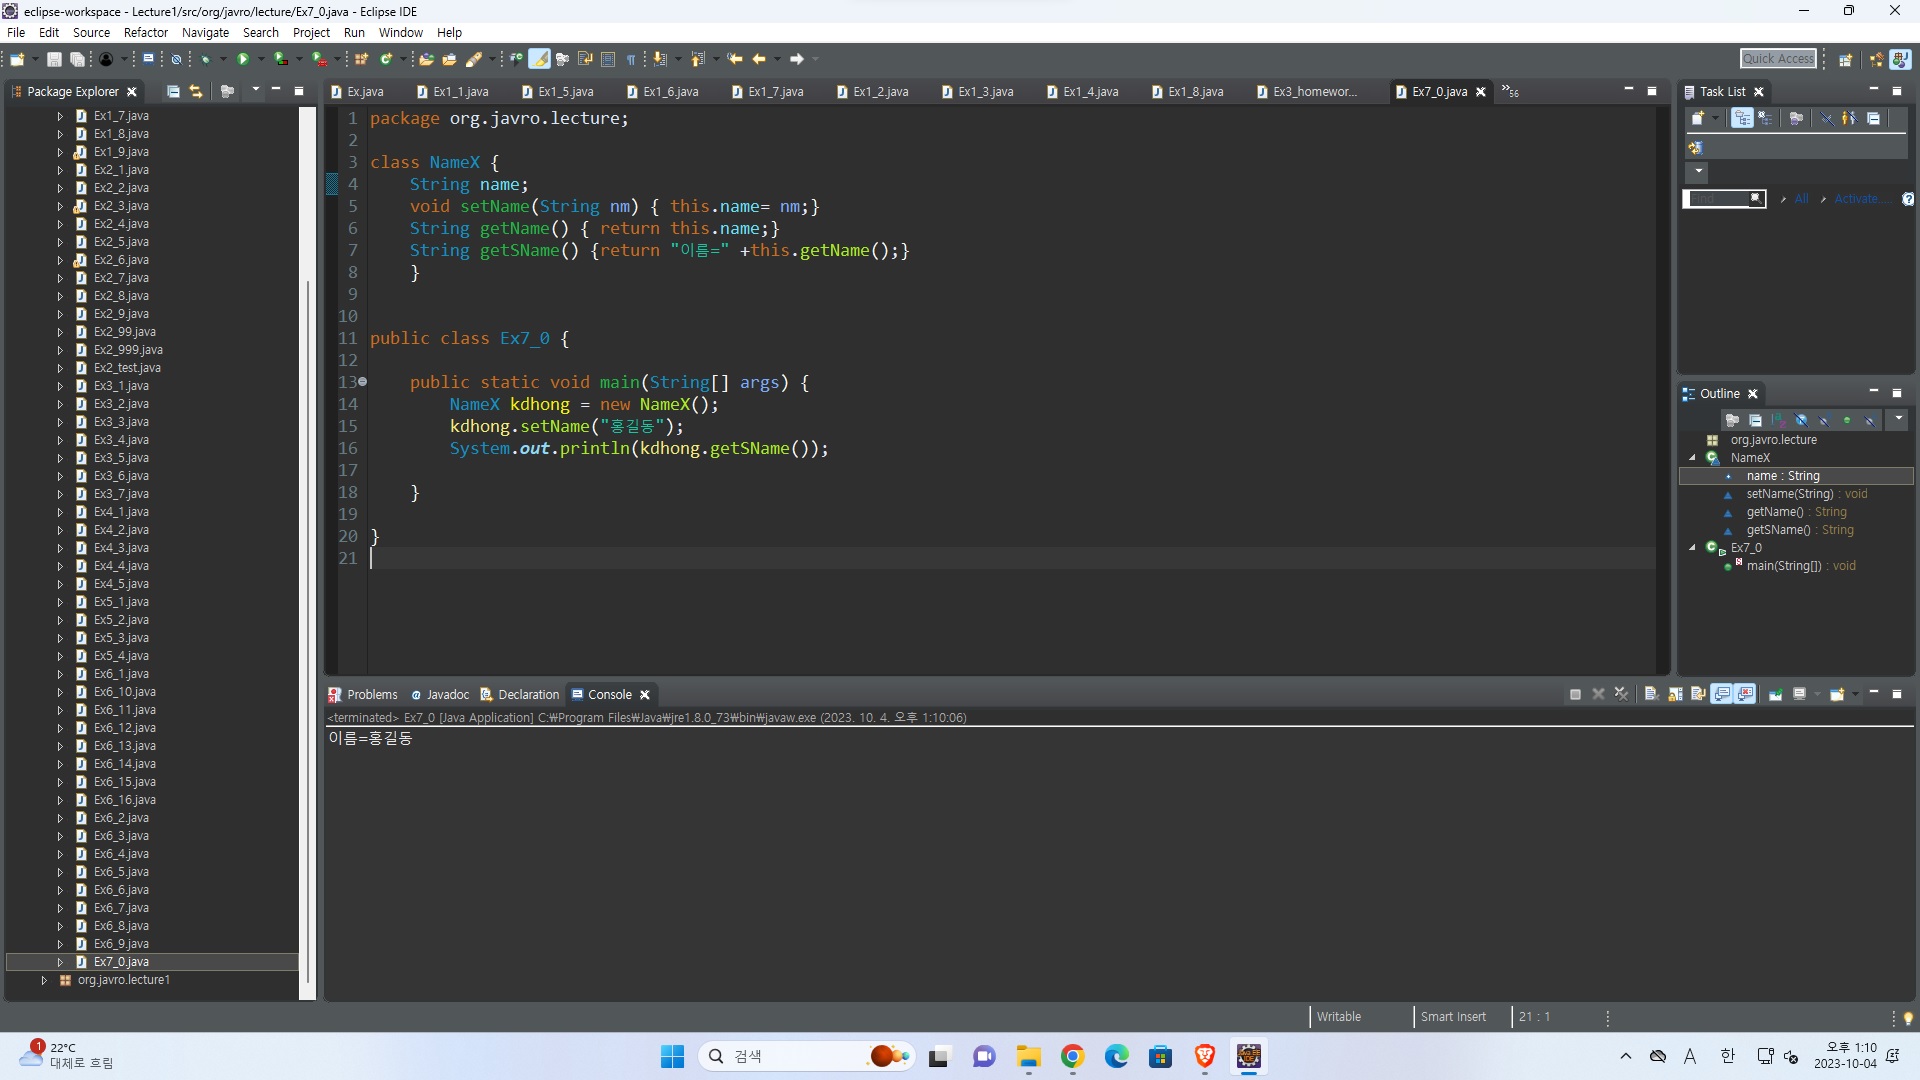 eclipse-workspace - Lecture1/src/org/javro/lecture/Ex7_0.java - Eclipse IDE
File Edit Source Refactor Navigate Search Project Run Window Help
Quick Access
Package Explorer
Ex1_7.java
Ex1_8.java
Ex1_9.java
Ex2_1.java
Ex2_2.java
Ex2_3.java
Ex2_4.java
Ex2_5.java
Ex2_6.java
Ex2_7.java
Ex2_8.java
Ex2_9.java
Ex2_99.java
Ex2_999.java
Ex2_test.java
Ex3_1.java
Ex3_2.java
Ex3_3.java
Ex3_4.java
Ex3_5.java
Ex3_6.java
Ex3_7.java
Ex4_1.java
Ex4_2.java
Ex4_3.java
Ex4_4.java
Ex4_5.java
Ex5_1.java
Ex5_2.java
Ex5_3.java
Ex5_4.java
Ex6_1.java
Ex6_10.java
Ex6_11.java
Ex6_12.java
Ex6_13.java
Ex6_14.java
Ex6_15.java
Ex6_16.java
Ex6_2.java
Ex6_3.java
Ex6_4.java
Ex6_5.java
Ex6_6.java
Ex6_7.java
Ex6_8.java
Ex6_9.java
Ex7_0.java
org.javro.lecture1
Ex.java Ex1_1.java Ex1_5.java Ex1_6.java Ex1_7.java Ex1_2.java Ex1_3.java Ex1_4.java Ex1_8.java Ex3_homewor... Ex7_0.java »56
1 package org.javro.lecture;
2
3 class NameX {
4 String name;
5 void setName(String nm) { this.name= nm;}
6 String getName() { return this.name;}
7 String getSName() {return "이름=" +this.getName();}
8 }
9
10
11 public class Ex7_0 {
12
13 public static void main(String[] args) {
14 NameX kdhong = new NameX();
15 kdhong.setName("홍길동");
16 System.out.println(kdhong.getSName());
17
18 }
19
20 }
21
Task List
Find All Activate...
Outline
org.javro.lecture
NameX
name : String
setName(String) : void
getName() : String
getSName() : String
Ex7_0
main(String[]) : void
Problems Javadoc Declaration Console
<terminated> Ex7_0 [Java Application] C:₩Program Files₩Java₩jre1.8.0_73₩bin₩javaw.exe (2023. 10. 4. 오후 1:10:06)
이름=홍길동
Writable Smart Insert 21 : 1
1
22°C
대체로 흐림
검색
A 한
오후 1:10
2023-10-04